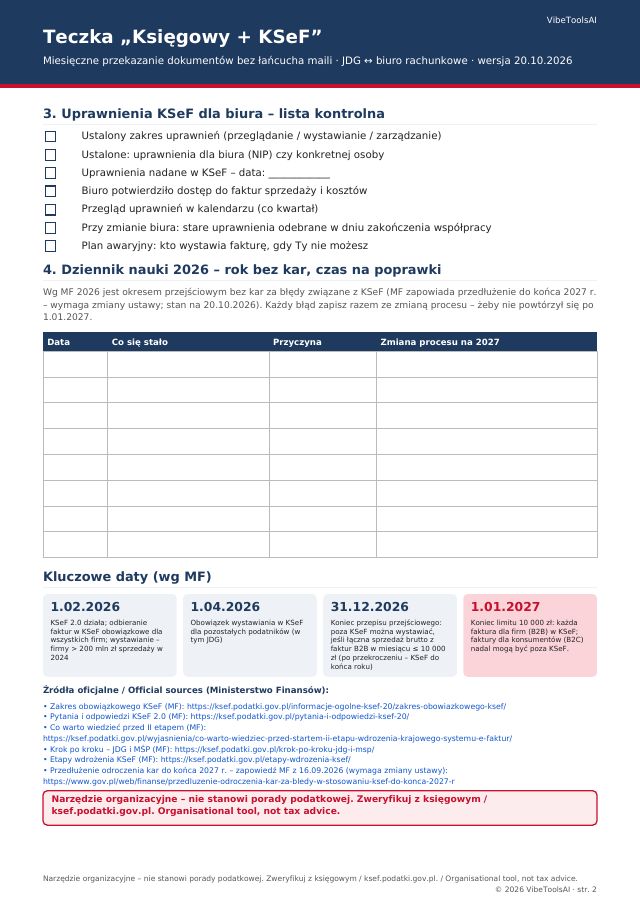 VibeToolsAI
Teczka „Księgowy + KSeF”
Miesięczne przekazanie dokumentów bez łańcucha maili · JDG ↔ biuro rachunkowe · wersja 20.10.2026
3. Uprawnienia KSeF dla biura – lista kontrolna
Ustalony zakres uprawnień (przeglądanie / wystawianie / zarządzanie)
Ustalone: uprawnienia dla biura (NIP) czy konkretnej osoby
Uprawnienia nadane w KSeF – data: ____________
Biuro potwierdziło dostęp do faktur sprzedaży i kosztów
Przegląd uprawnień w kalendarzu (co kwartał)
Przy zmianie biura: stare uprawnienia odebrane w dniu zakończenia współpracy
Plan awaryjny: kto wystawia fakturę, gdy Ty nie możesz
4. Dziennik nauki 2026 – rok bez kar, czas na poprawki
Wg MF 2026 jest okresem przejściowym bez kar za błędy związane z KSeF (MF zapowiada przedłużenie do końca 2027 r.
– wymaga zmiany ustawy; stan na 20.10.2026). Każdy błąd zapisz razem ze zmianą procesu – żeby nie powtórzył się po
1.01.2027.
Data Co się stało Przyczyna Zmiana procesu na 2027
Kluczowe daty (wg MF)
1.02.2026
KSeF 2.0 działa; odbieranie
faktur w KSeF obowiązkowe dla
wszystkich firm; wystawianie –
firmy > 200 mln zł sprzedaży w
2024
1.04.2026
Obowiązek wystawiania w KSeF
dla pozostałych podatników (w
tym JDG)
31.12.2026
Koniec przepisu przejściowego:
poza KSeF można wystawiać,
jeśli łączna sprzedaż brutto z
faktur B2B w miesiącu ≤ 10 000
zł (po przekroczeniu – KSeF do
końca roku)
1.01.2027
Koniec limitu 10 000 zł: każda
faktura dla firm (B2B) w KSeF;
faktury dla konsumentów (B2C)
nadal mogą być poza KSeF.
Źródła oficjalne / Official sources (Ministerstwo Finansów):
• Zakres obowiązkowego KSeF (MF): https://ksef.podatki.gov.pl/informacje-ogolne-ksef-20/zakres-obowiazkowego-ksef/
• Pytania i odpowiedzi KSeF 2.0 (MF): https://ksef.podatki.gov.pl/pytania-i-odpowiedzi-ksef-20/
• Co warto wiedzieć przed II etapem (MF):
https://ksef.podatki.gov.pl/wyjasnienia/co-warto-wiedziec-przed-startem-ii-etapu-wdrozenia-krajowego-systemu-e-faktur/
• Krok po kroku – JDG i MŚP (MF): https://ksef.podatki.gov.pl/krok-po-kroku-jdg-i-msp/
• Etapy wdrożenia KSeF (MF): https://ksef.podatki.gov.pl/etapy-wdrozenia-ksef/
• Przedłużenie odroczenia kar do końca 2027 r. – zapowiedź MF z 16.09.2026 (wymaga zmiany ustawy):
https://www.gov.pl/web/finanse/przedluzenie-odroczenia-kar-za-bledy-w-stosowaniu-ksef-do-konca-2027-r
Narzędzie organizacyjne – nie stanowi porady podatkowej. Zweryfikuj z księgowym /
ksef.podatki.gov.pl. Organisational tool, not tax advice.
Narzędzie organizacyjne – nie stanowi porady podatkowej. Zweryfikuj z księgowym / ksef.podatki.gov.pl. / Organisational tool, not tax advice.
© 2026 VibeToolsAI · str. 2